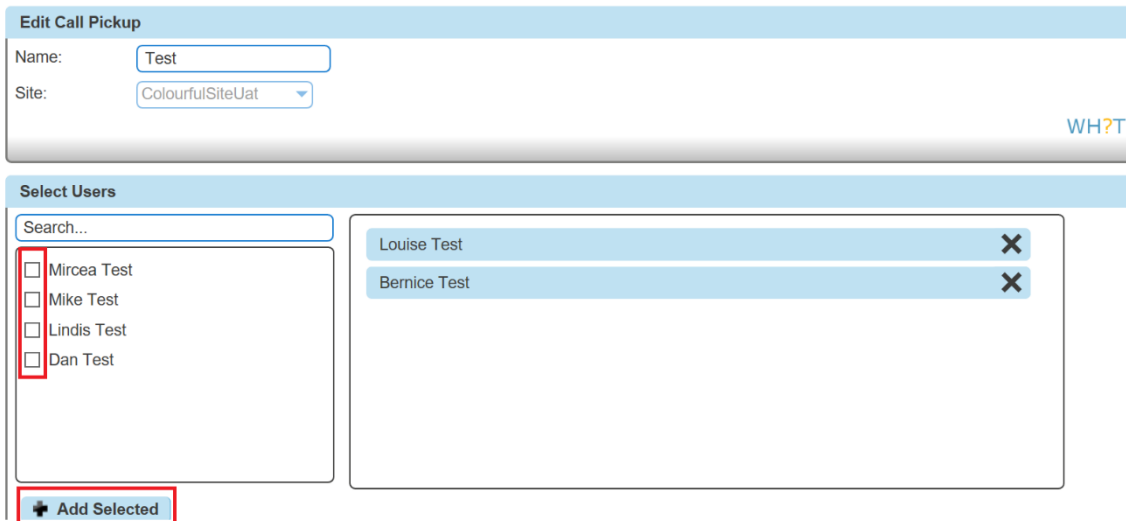 Edit Call Pickup
Name: Test
Site: ColourfulSiteUat
WH?T
Select Users
Search...
Mircea Test
Mike Test
Lindis Test
Dan Test
Louise Test
Bernice Test
Add Selected